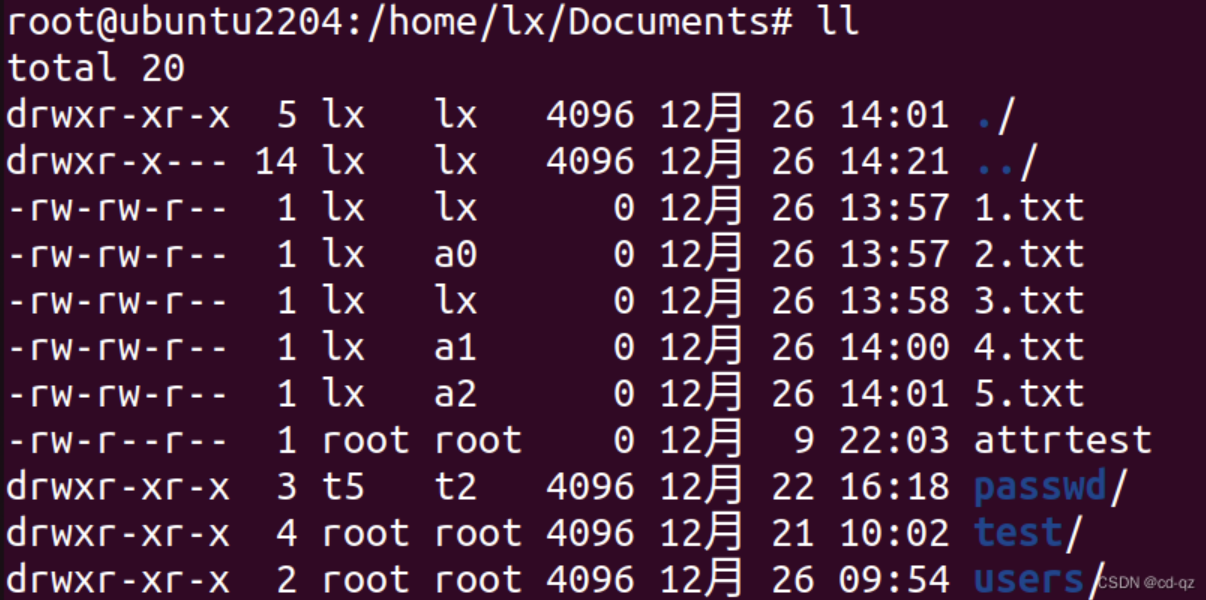 root@ubuntu2204:/home/lx/Documents# ll
total 20
drwxr-xr-x  5 lx   lx   4096 12月 26 14:01 ./
drwxr-x--- 14 lx   lx   4096 12月 26 14:21 ../
-rw-rw-r--  1 lx   lx      0 12月 26 13:57 1.txt
-rw-rw-r--  1 lx   a0      0 12月 26 13:57 2.txt
-rw-rw-r--  1 lx   lx      0 12月 26 13:58 3.txt
-rw-rw-r--  1 lx   a1      0 12月 26 14:00 4.txt
-rw-rw-r--  1 lx   a2      0 12月 26 14:01 5.txt
-rw-r--r--  1 root root    0 12月  9 22:03 attrtest
drwxr-xr-x  3 t5   t2   4096 12月 22 16:18 passwd/
drwxr-xr-x  4 root root 4096 12月 21 10:02 test/
drwxr-xr-x  2 root root 4096 12月 26 09:54 users/
CSDN @cd-qz